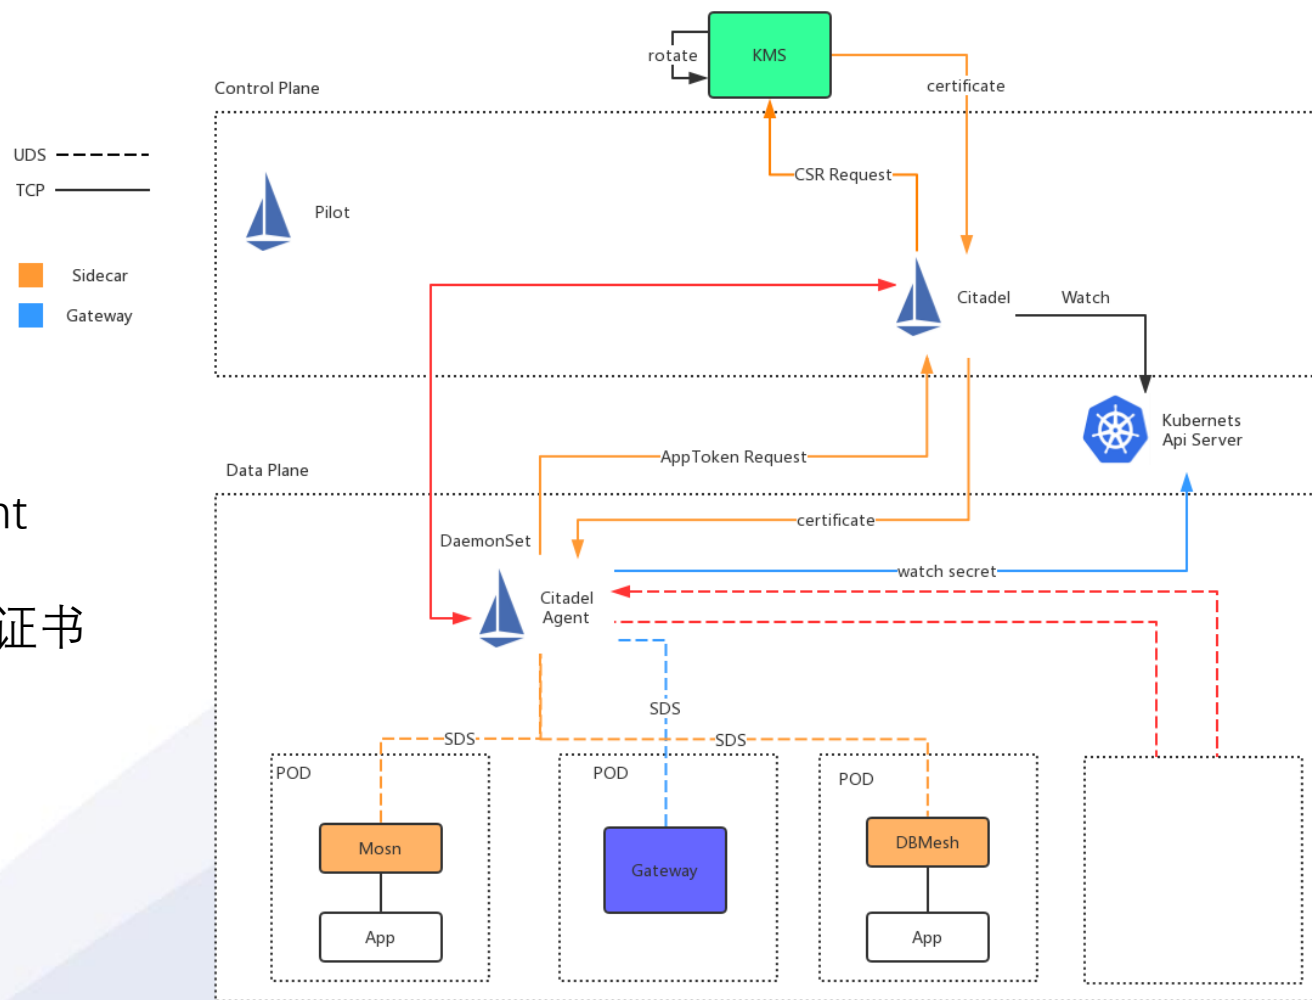 KMS
rotate
certificate
Control Plane
UDS
TCP
CSR Request
Pilot
Sidecar
Gateway
Citadel
Watch
Kubernets
Api Server
AppToken Request
Data Plane
nt
certificate
DaemonSet
watch secret
Citadel
Agent
证书
SDS
SDS
SDS
POD
POD
POD
Mosn
Gateway
DBMesh
App
App